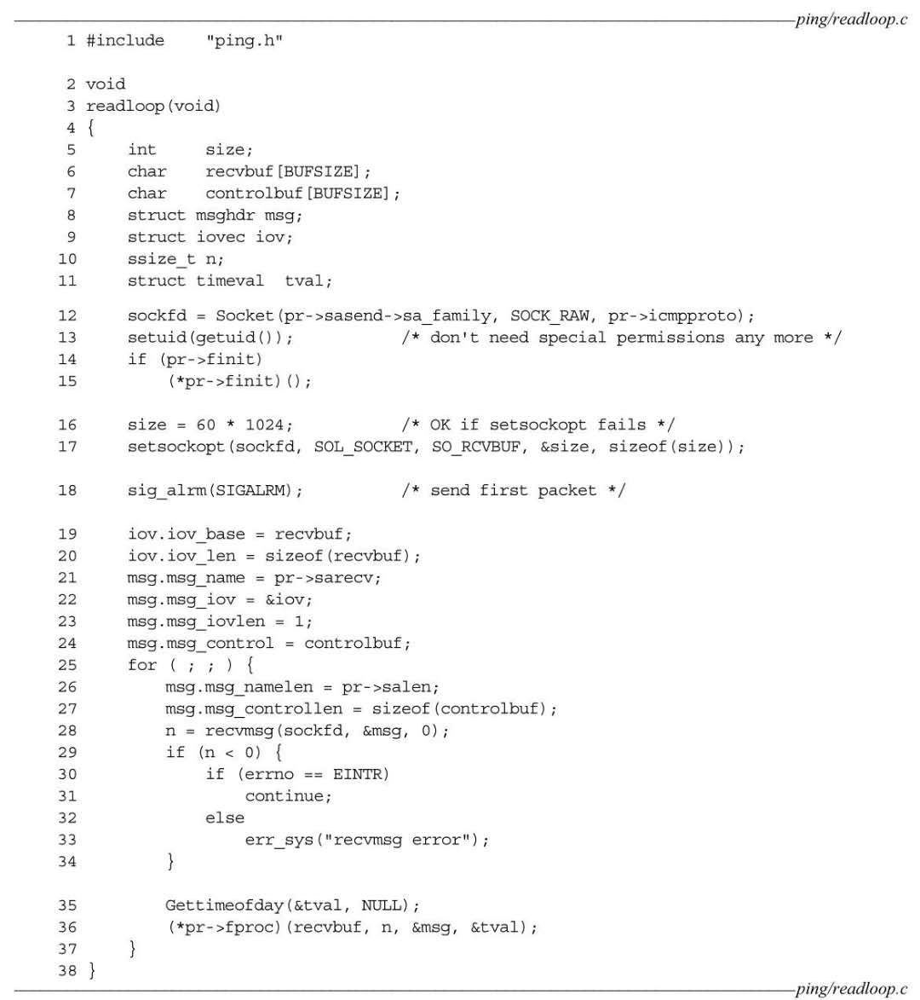 ping/readloop.c
1 #include    "ping.h"
2 void
3 readloop(void)
4 {
5     int     size;
6     char    recvbuf[BUFSIZE];
7     char    controlbuf[BUFSIZE];
8     struct msghdr msg;
9     struct iovec iov;
10     ssize_t n;
11     struct timeval  tval;
12     sockfd = Socket(pr->sasend->sa_family, SOCK_RAW, pr->icmpproto);
13     setuid(getuid());           /* don't need special permissions any more */
14     if (pr->finit)
15         (*pr->finit)();
16     size = 60 * 1024;           /* OK if setsockopt fails */
17     setsockopt(sockfd, SOL_SOCKET, SO_RCVBUF, &size, sizeof(size));
18     sig_alrm(SIGALRM);          /* send first packet */
19     iov.iov_base = recvbuf;
20     iov.iov_len = sizeof(recvbuf);
21     msg.msg_name = pr->sarecv;
22     msg.msg_iov = &iov;
23     msg.msg_iovlen = 1;
24     msg.msg_control = controlbuf;
25     for ( ; ; ) {
26         msg.msg_namelen = pr->salen;
27         msg.msg_controllen = sizeof(controlbuf);
28         n = recvmsg(sockfd, &msg, 0);
29         if (n < 0) {
30             if (errno == EINTR)
31                 continue;
32             else
33                 err_sys("recvmsg error");
34         }
35         Gettimeofday(&tval, NULL);
36         (*pr->fproc)(recvbuf, n, &msg, &tval);
37     }
38 }
ping/readloop.c